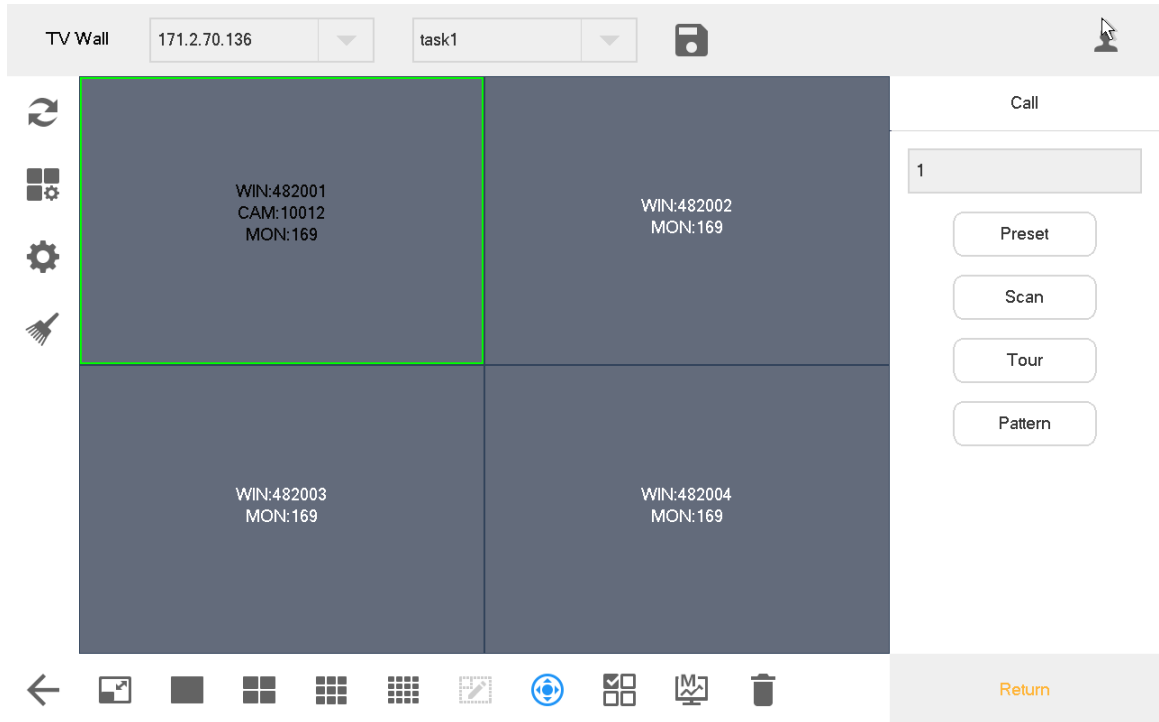 TV Wall
171.2.70.136
task1
Call
1
WIN:482001
CAM:10012
MON:169
WIN:482002
MON:169
Preset
Scan
Tour
Pattern
WIN:482003
MON:169
WIN:482004
MON:169
M
Return